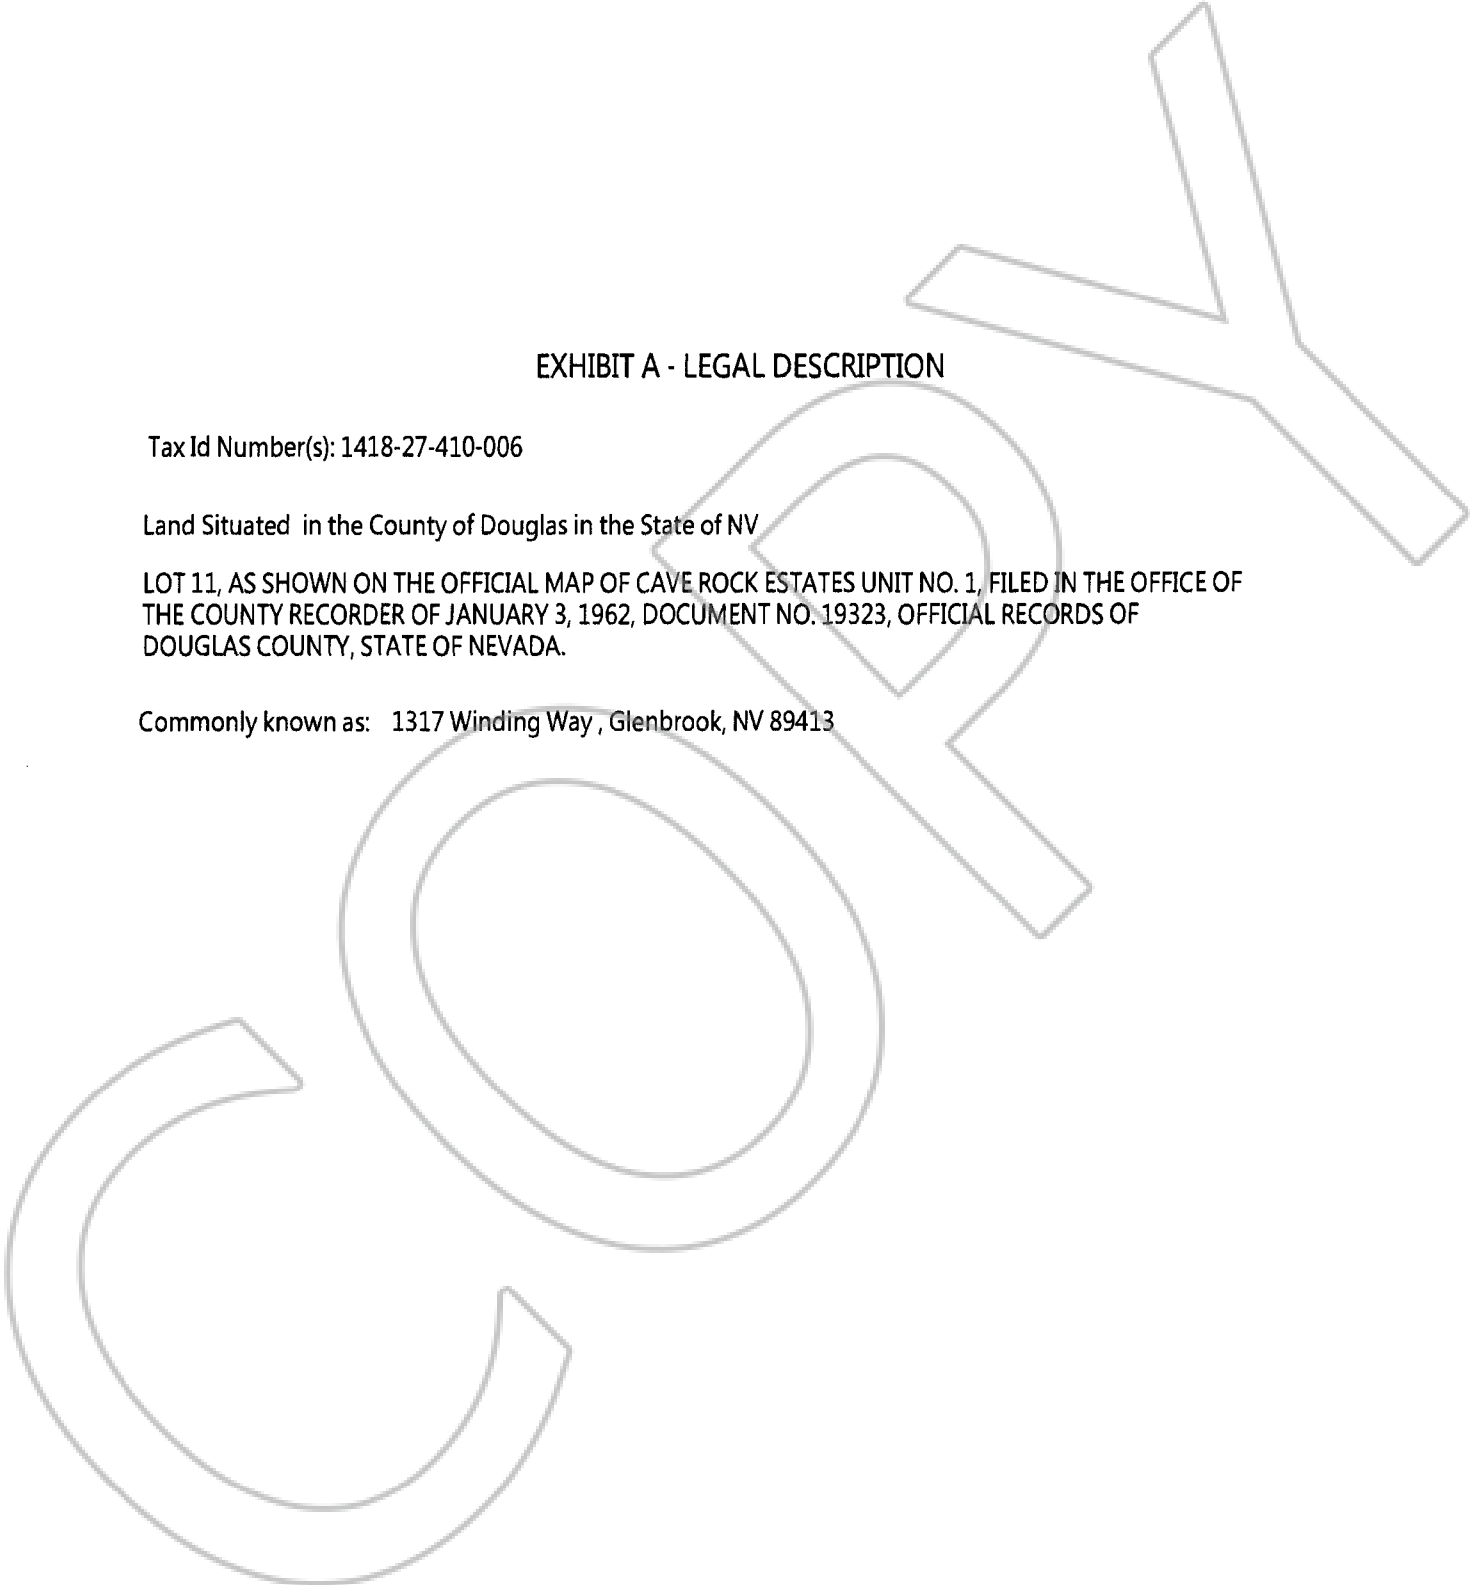 EXHIBIT A - LEGAL DESCRIPTION
Tax Id Number(s): 1418-27-410-006
Land Situated in the County of Douglas in the State of NV
LOT 11, AS SHOWN ON THE OFFICIAL MAP OF CAVE ROCK ESTATES UNIT NO. 1, FILED IN THE OFFICE OF
THE COUNTY RECORDER OF JANUARY 3, 1962, DOCUMENT NO. 19323, OFFICIAL RECORDS OF
DOUGLAS COUNTY, STATE OF NEVADA.
Commonly known as: 1317 Winding Way , Glenbrook, NV 89413
COPY